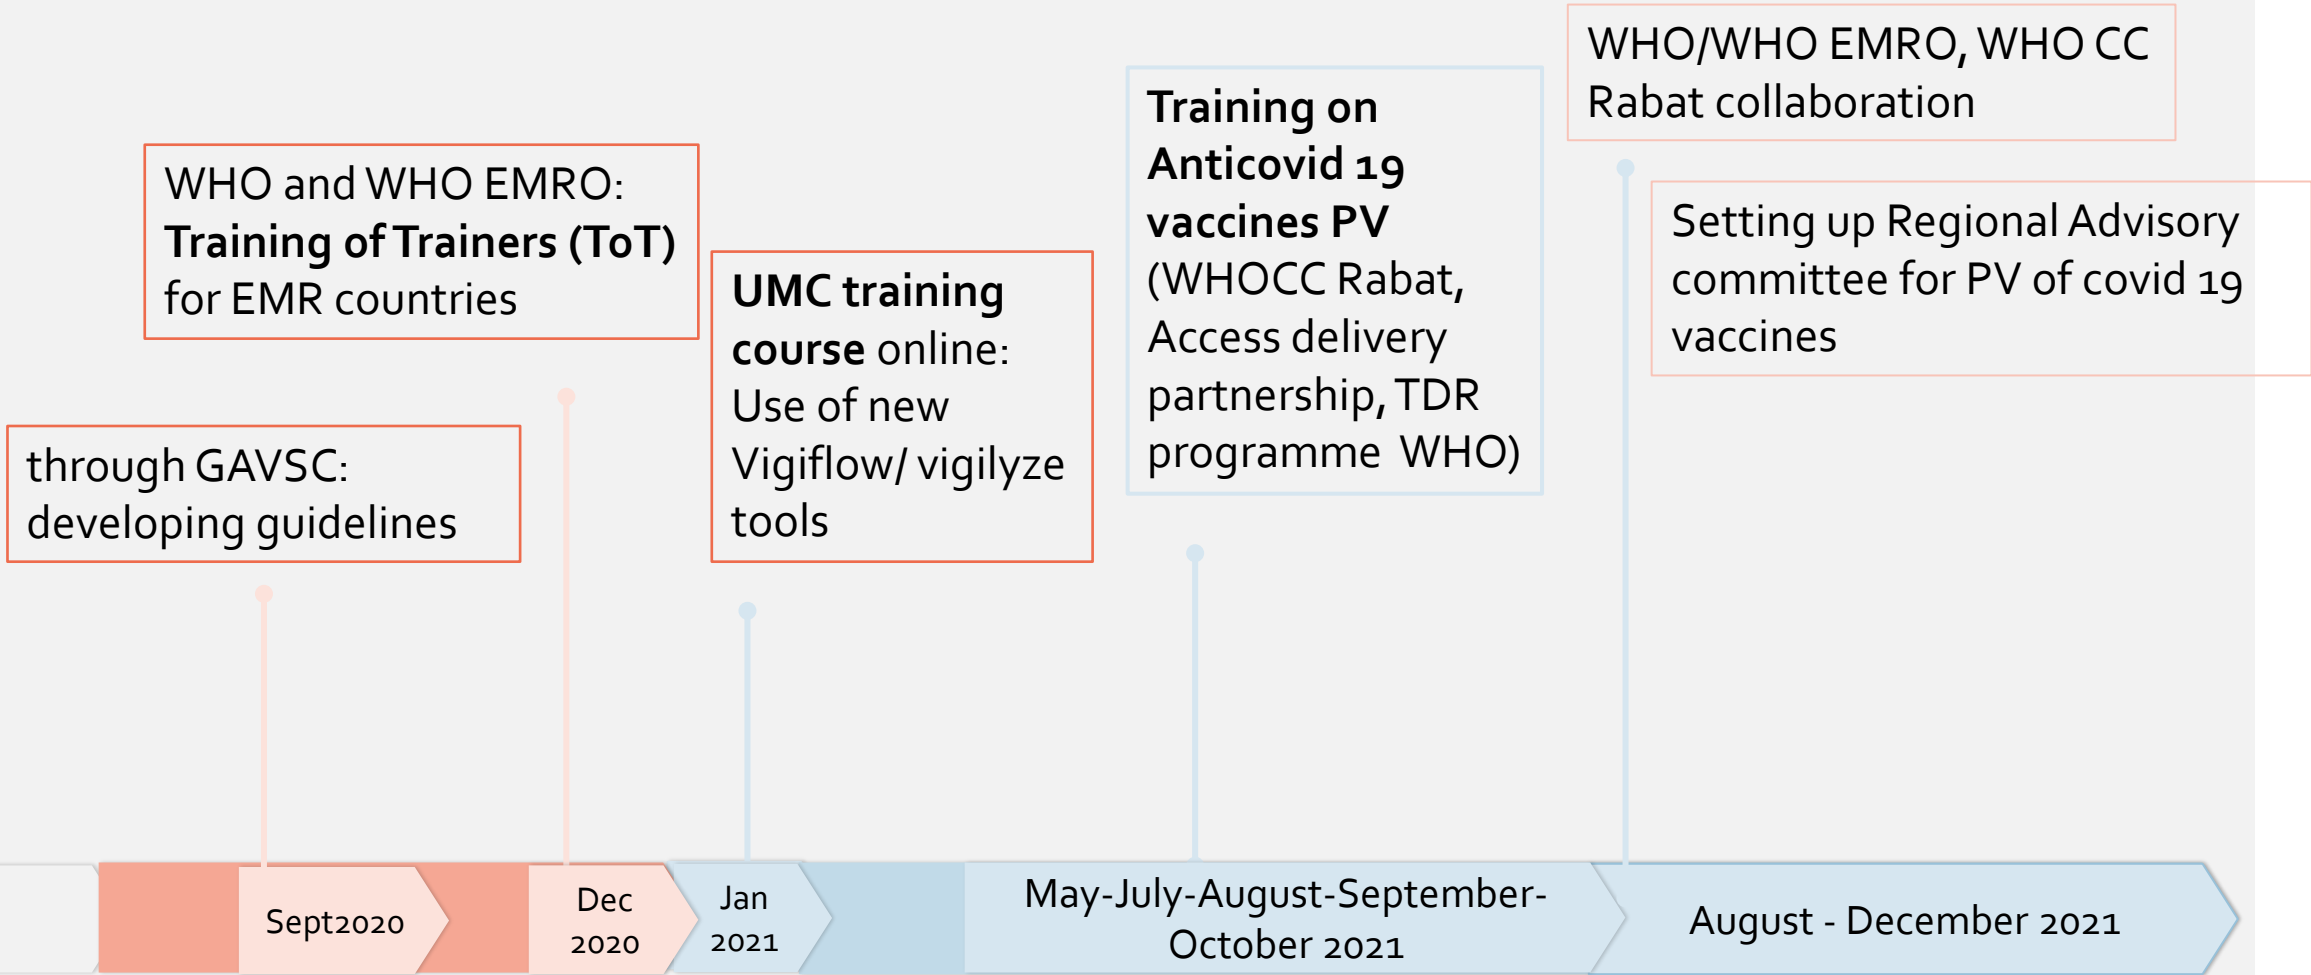 through GAVSC:
developing guidelines
WHO and WHO EMRO:
Training of Trainers (ToT)
for EMR countries
UMC training
course online:
Use of new
Vigiflow/ vigilyze
tools
Training on
Anticovid 19
vaccines PV
(WHOCC Rabat,
Access delivery
partnership, TDR
programme WHO)
WHO/WHO EMRO, WHO CC
Rabat collaboration
Setting up Regional Advisory
committee for PV of covid 19
vaccines
Sept2020
Dec
2020
Jan
2021
May-July-August-September-
October 2021
August - December 2021